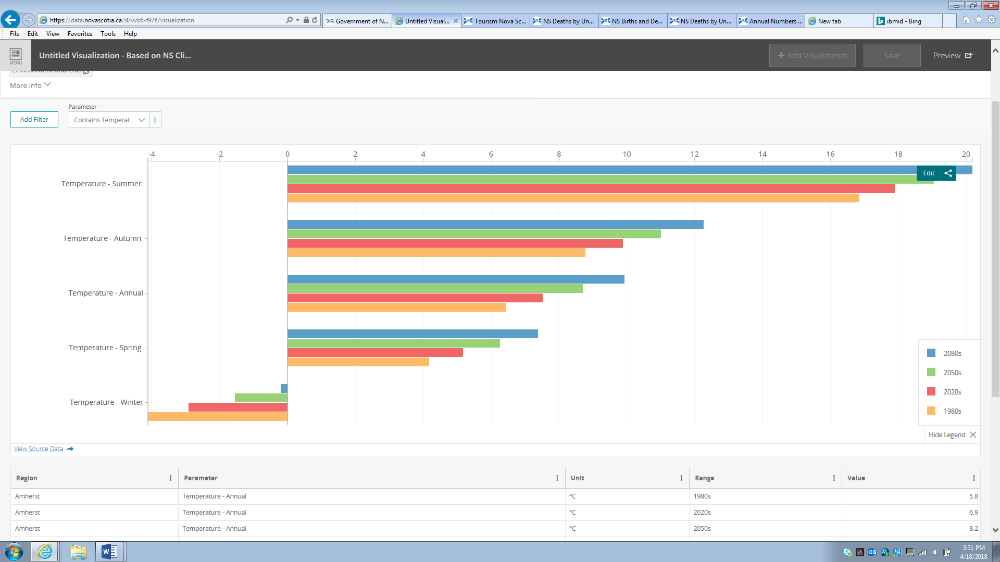 https://data.novascotia.ca/d/vvb6-f978/visualization
Government of N...
Untitled Visual...
Tourism Nova Sc...
NS Deaths by Un...
NS Births and De...
NS Deaths by Un...
Annual Numbers ...
New tab
ibmid - Bing
File Edit View Favorites Tools Help
MENU
Untitled Visualization - Based on NS Cli...
+ Add Visualization
Save
Preview
Environment and Energy
More Info
Parameter
Add Filter
Contains Temperat...
-4 -2 0 2 4 6 8 10 12 14 16 18 20
Edit
Temperature - Summer
Temperature - Autumn
Temperature - Annual
Temperature - Spring
Temperature - Winter
2080s
2050s
2020s
1980s
Hide Legend
View Source Data
Region Parameter Unit Range Value
Amherst Temperature - Annual °C 1980s 5.8
Amherst Temperature - Annual °C 2020s 6.9
Amherst Temperature - Annual °C 2050s 8.2
3:31 PM
4/18/2018